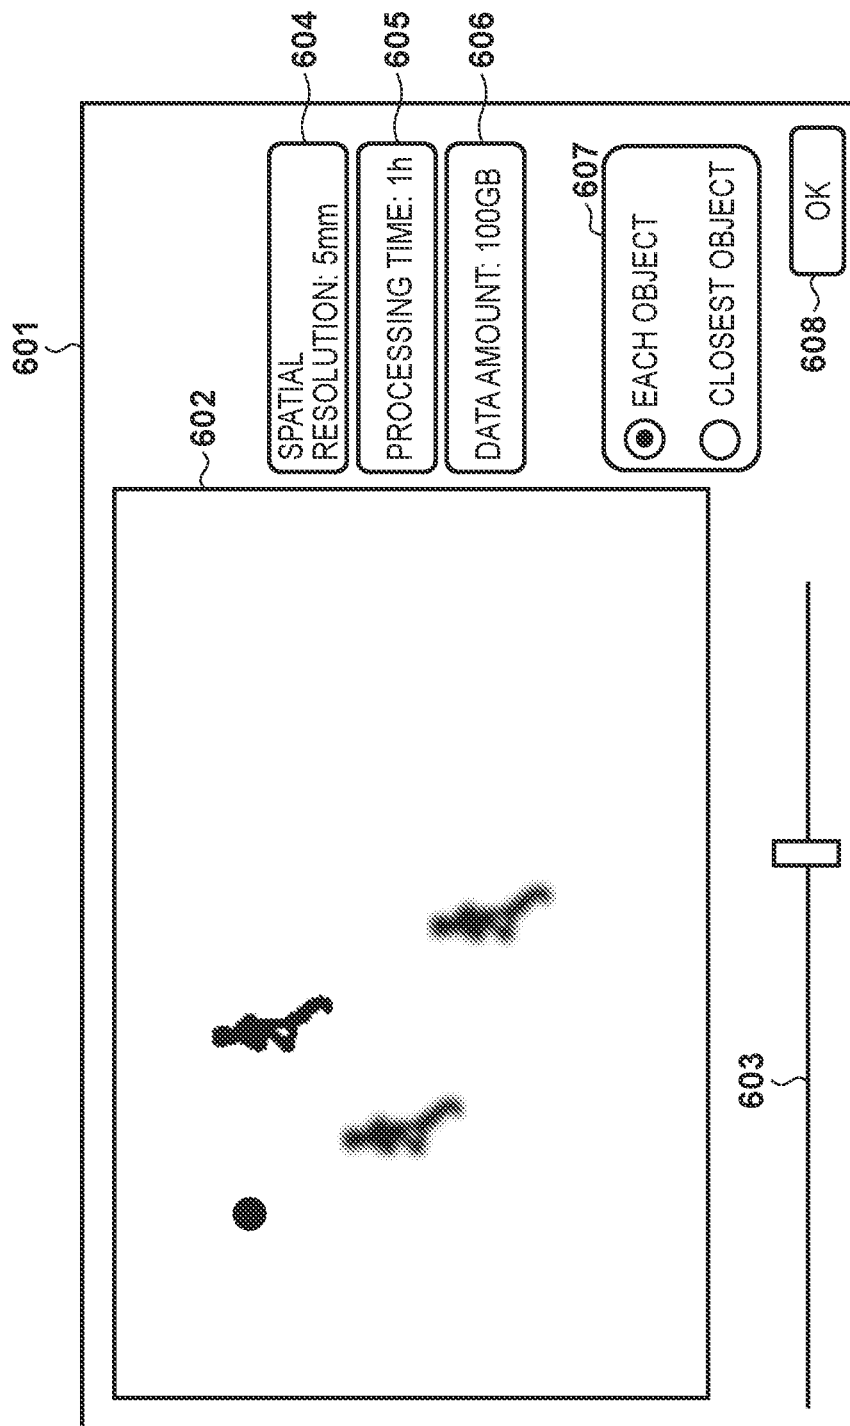 601
602
604
SPATIAL
RESOLUTION: 5mm
605
PROCESSING TIME: 1h
606
DATA AMOUNT: 100GB
607
EACH OBJECT
CLOSEST OBJECT
603
608
OK